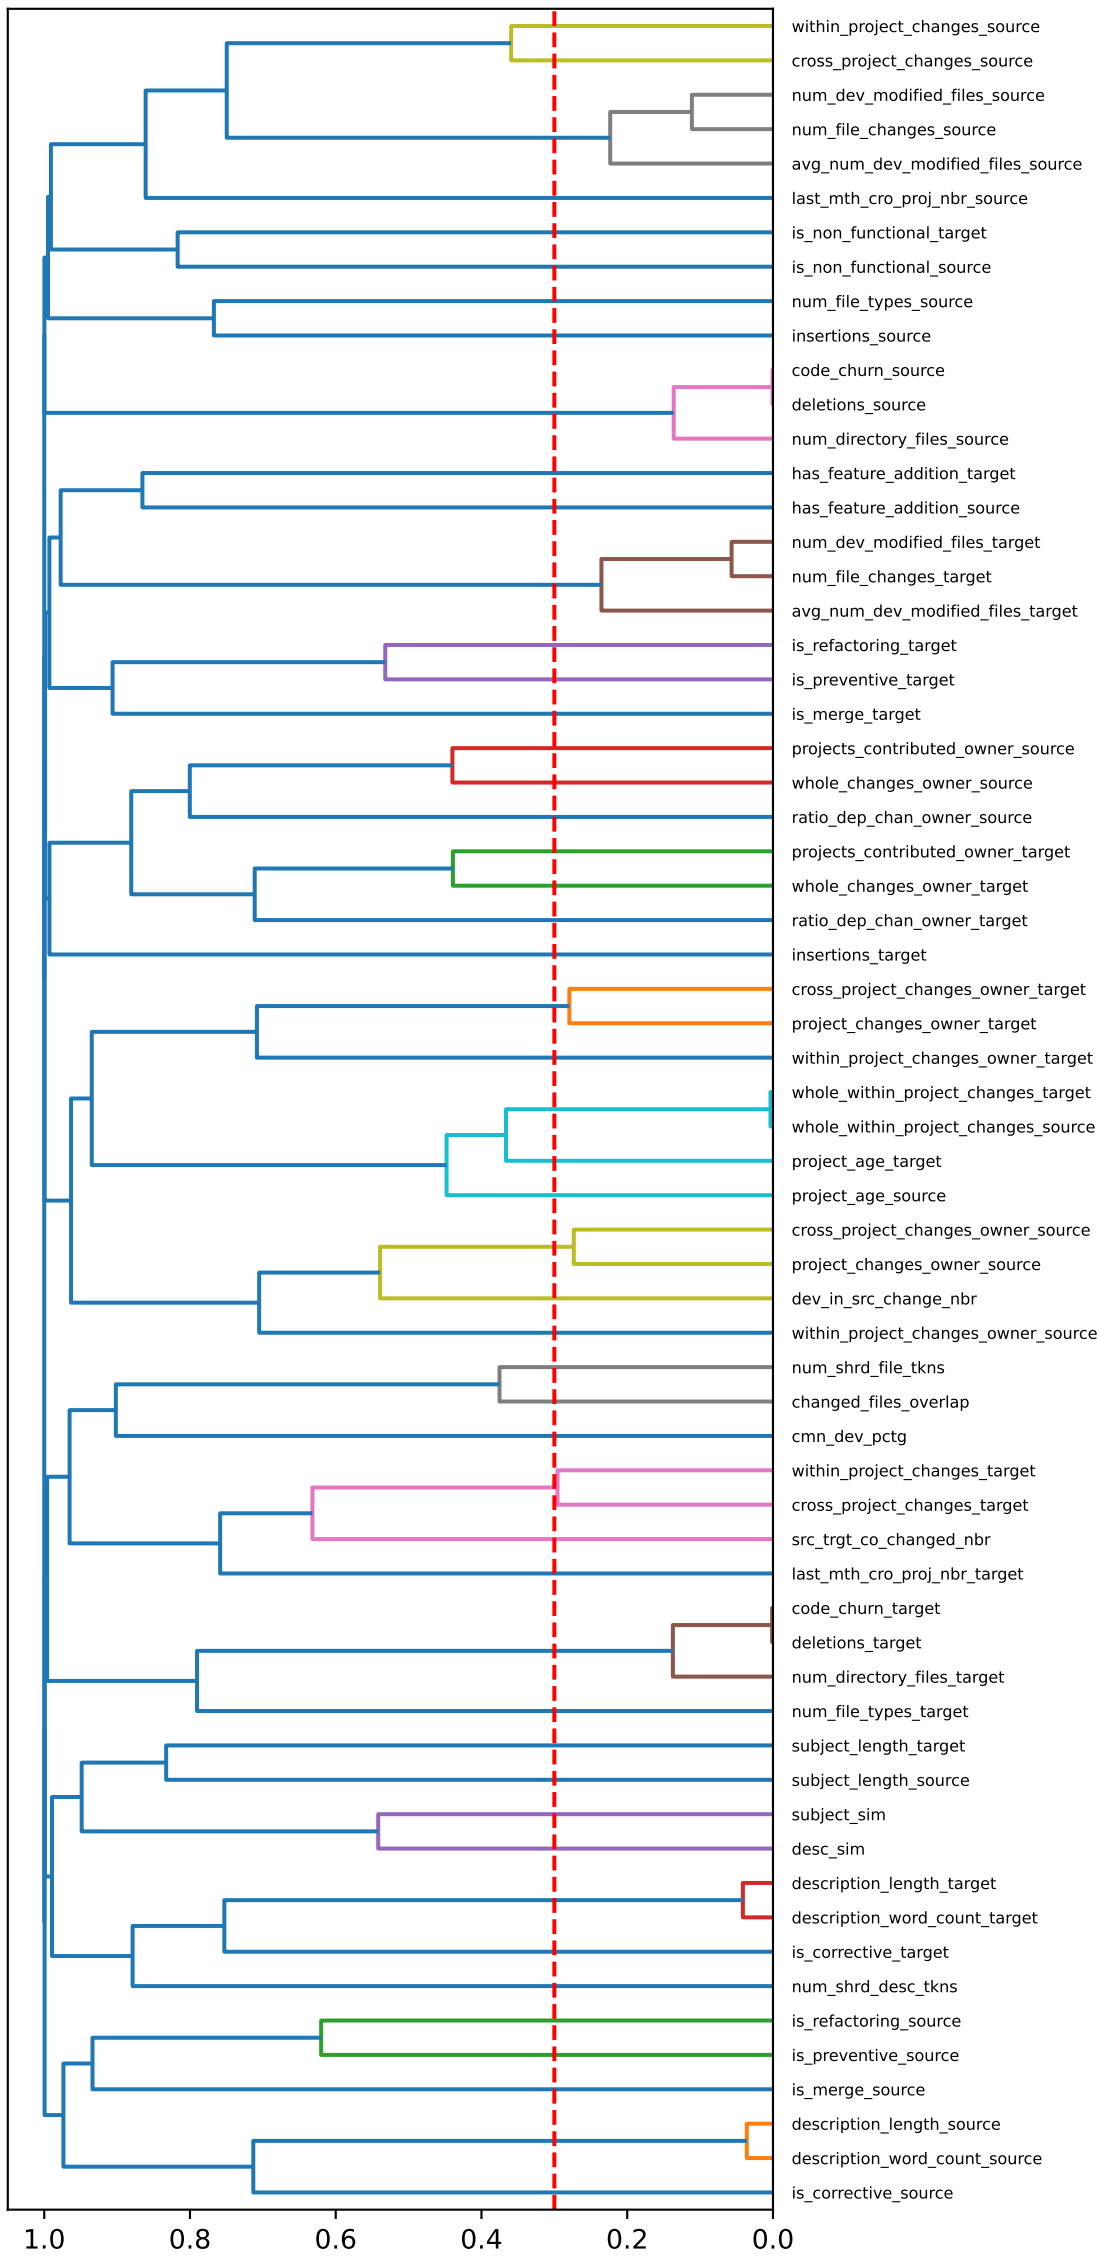 within_project_changes_source
cross_project_changes_source
num_dev_modified_files_source
num_file_changes_source
avg_num_dev_modified_files_source
last_mth_cro_proj_nbr_source
is_non_functional_target
is_non_functional_source
num_file_types_source
insertions_source
code_churn_source
deletions_source
num_directory_files_source
has_feature_addition_target
has_feature_addition_source
num_dev_modified_files_target
num_file_changes_target
avg_num_dev_modified_files_target
is_refactoring_target
is_preventive_target
is_merge_target
projects_contributed_owner_source
whole_changes_owner_source
ratio_dep_chan_owner_source
projects_contributed_owner_target
whole_changes_owner_target
ratio_dep_chan_owner_target
insertions_target
cross_project_changes_owner_target
project_changes_owner_target
within_project_changes_owner_target
whole_within_project_changes_target
whole_within_project_changes_source
project_age_target
project_age_source
cross_project_changes_owner_source
project_changes_owner_source
dev_in_src_change_nbr
within_project_changes_owner_source
num_shrd_file_tkns
changed_files_overlap
cmn_dev_pctg
within_project_changes_target
cross_project_changes_target
src_trgt_co_changed_nbr
last_mth_cro_proj_nbr_target
code_churn_target
deletions_target
num_directory_files_target
num_file_types_target
subject_length_target
subject_length_source
subject_sim
desc_sim
description_length_target
description_word_count_target
is_corrective_target
num_shrd_desc_tkns
is_refactoring_source
is_preventive_source
is_merge_source
description_length_source
description_word_count_source
is_corrective_source
1.0 0.8 0.6 0.4 0.2 0.0